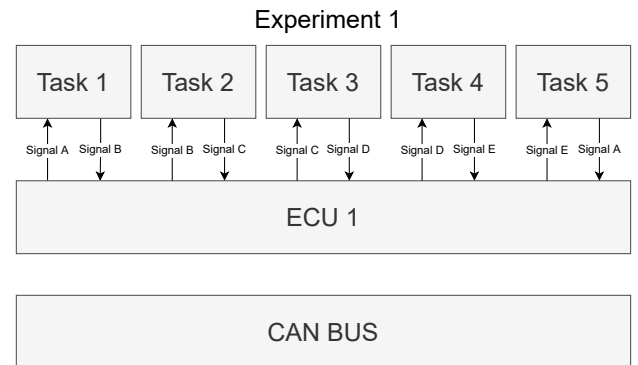 Experiment 1
Task 1 Task 2 Task 3 Task 4 Task 5
Signal A Signal B Signal B Signal C Signal C Signal D Signal D Signal E Signal E Signal A
ECU 1
CAN BUS